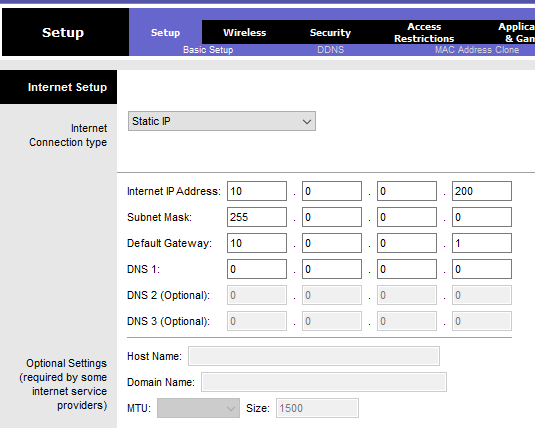 Setup
Setup Wireless Security Access Restrictions Applica & Gan
Basic Setup DDNS MAC Address Clone
Internet Setup
Internet Connection type
Static IP
Internet IP Address: 10 . 0 . 0 . 200
Subnet Mask: 255 . 0 . 0 . 0
Default Gateway: 10 . 0 . 0 . 1
DNS 1: 0 . 0 . 0 . 0
DNS 2 (Optional): 0 . 0 . 0 . 0
DNS 3 (Optional): 0 . 0 . 0 . 0
Optional Settings
(required by some
internet service
providers)
Host Name:
Domain Name:
MTU: Size: 1500